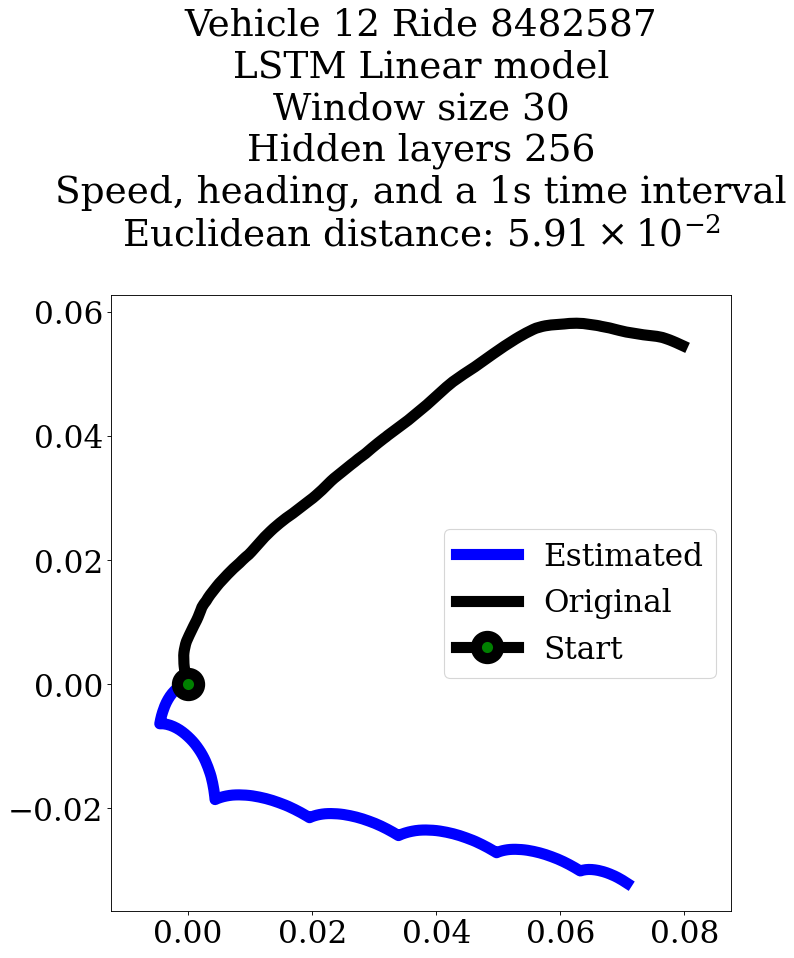 Vehicle 12 Ride 8482587
LSTM Linear model
Window size 30
Hidden layers 256
Speed, heading, and a 1s time interval
Euclidean distance: 5.91 × 10⁻²
0.06
0.04
0.02
0.00
−0.02
Estimated
Original
Start
0.00 0.02 0.04 0.06 0.08